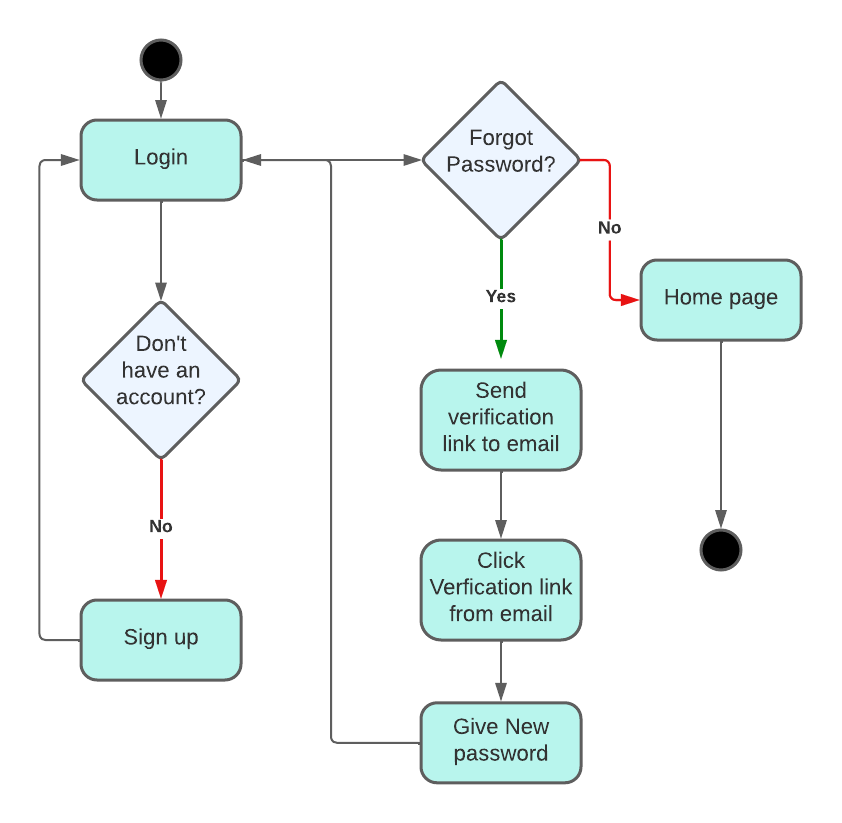 Login
Forgot
Password?
No
Yes
Home page
Don't
have an
account?
Send
verification
link to email
No
Click
Verfication link
from email
Sign up
Give New
password